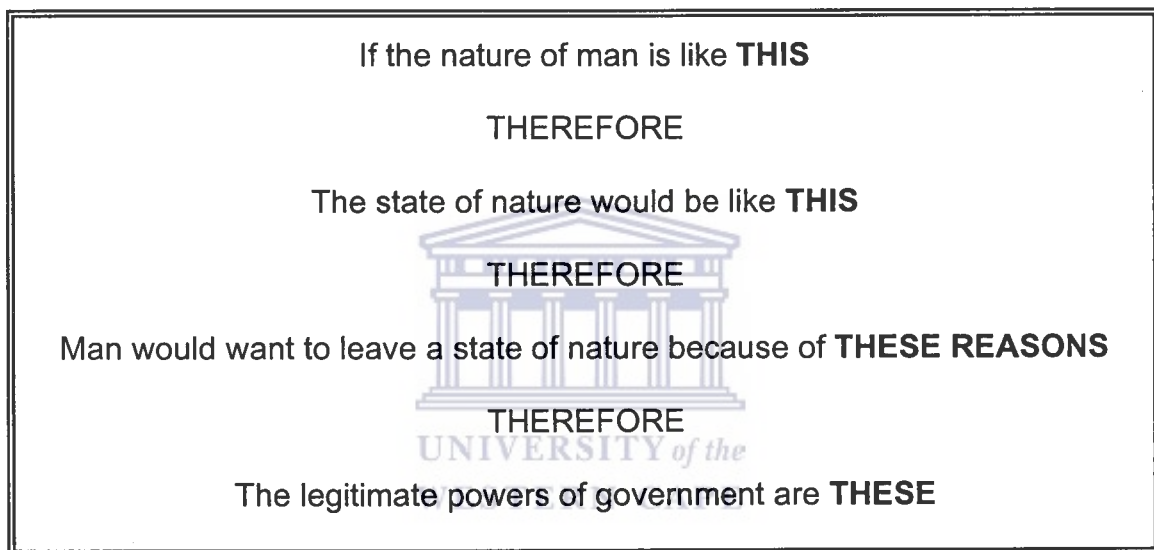 If the nature of man is like THIS
THEREFORE
The state of nature would be like THIS
THEREFORE
Man would want to leave a state of nature because of THESE REASONS
THEREFORE
UNIVERSITY of the
The legitimate powers of government are THESE
WESTERN CAPE